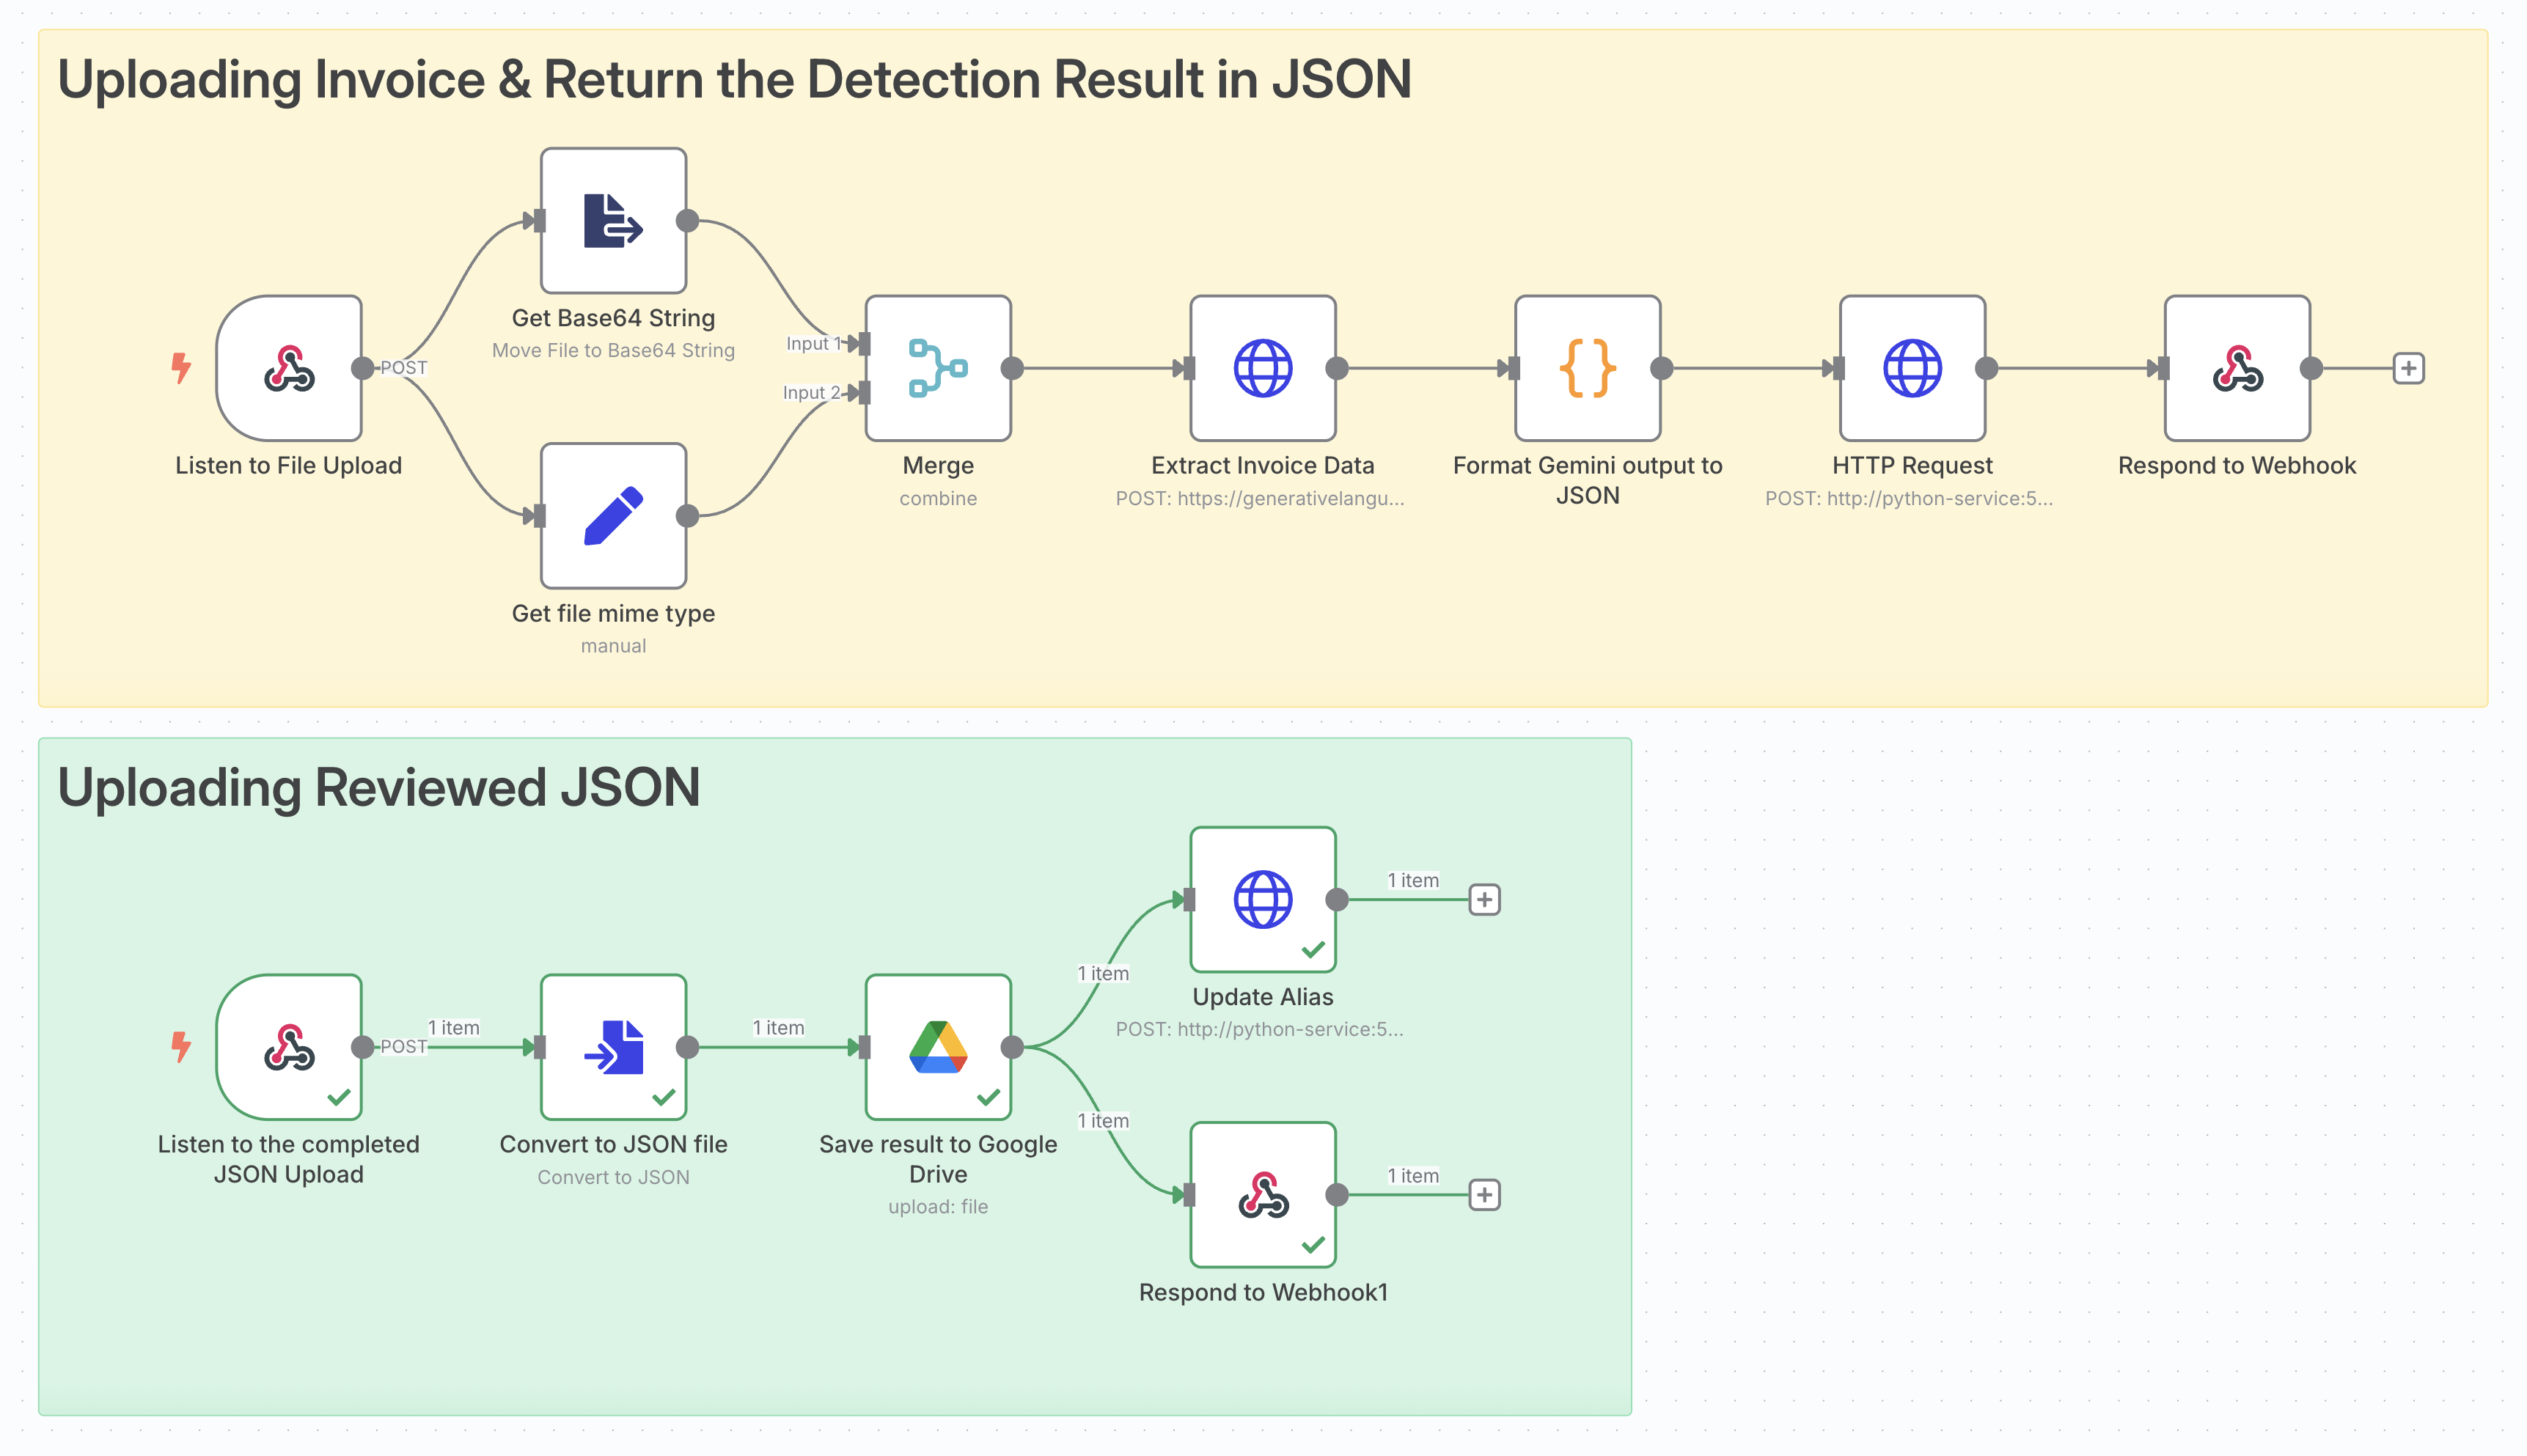 Uploading Invoice & Return the Detection Result in JSON
Get Base64 String
Move File to Base64 String
POST
Input 1
Input 2
Listen to File Upload
Merge
combine
Extract Invoice Data
POST: https://generativelangu...
Format Gemini output to
JSON
HTTP Request
POST: http://python-service:5...
Respond to Webhook
Get file mime type
manual
Uploading Reviewed JSON
1 item
Update Alias
POST: http://python-service:5...
1 item
POST
1 item
1 item
1 item
1 item
Listen to the completed
JSON Upload
Convert to JSON file
Convert to JSON
Save result to Google
Drive
upload: file
Respond to Webhook1